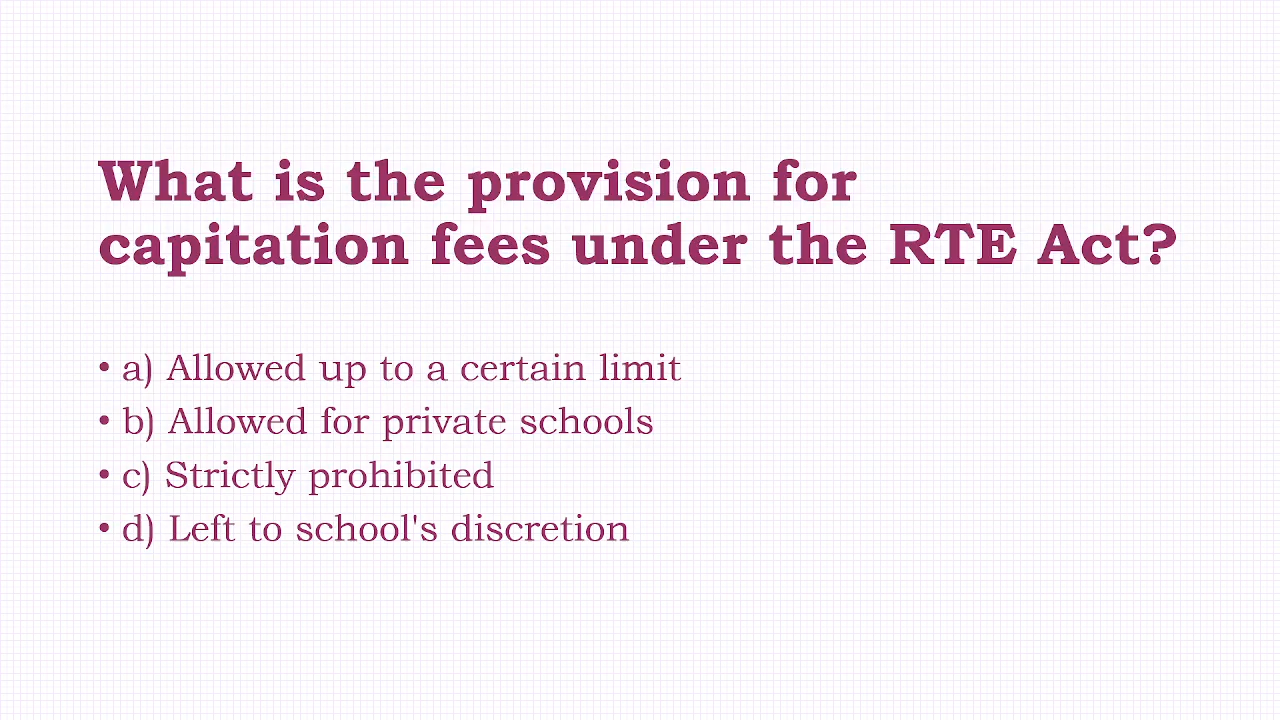 What is the provision for
capitation fees under the RTE Act?
• a) Allowed up to a certain limit
• b) Allowed for private schools
• c) Strictly prohibited
• d) Left to school's discretion